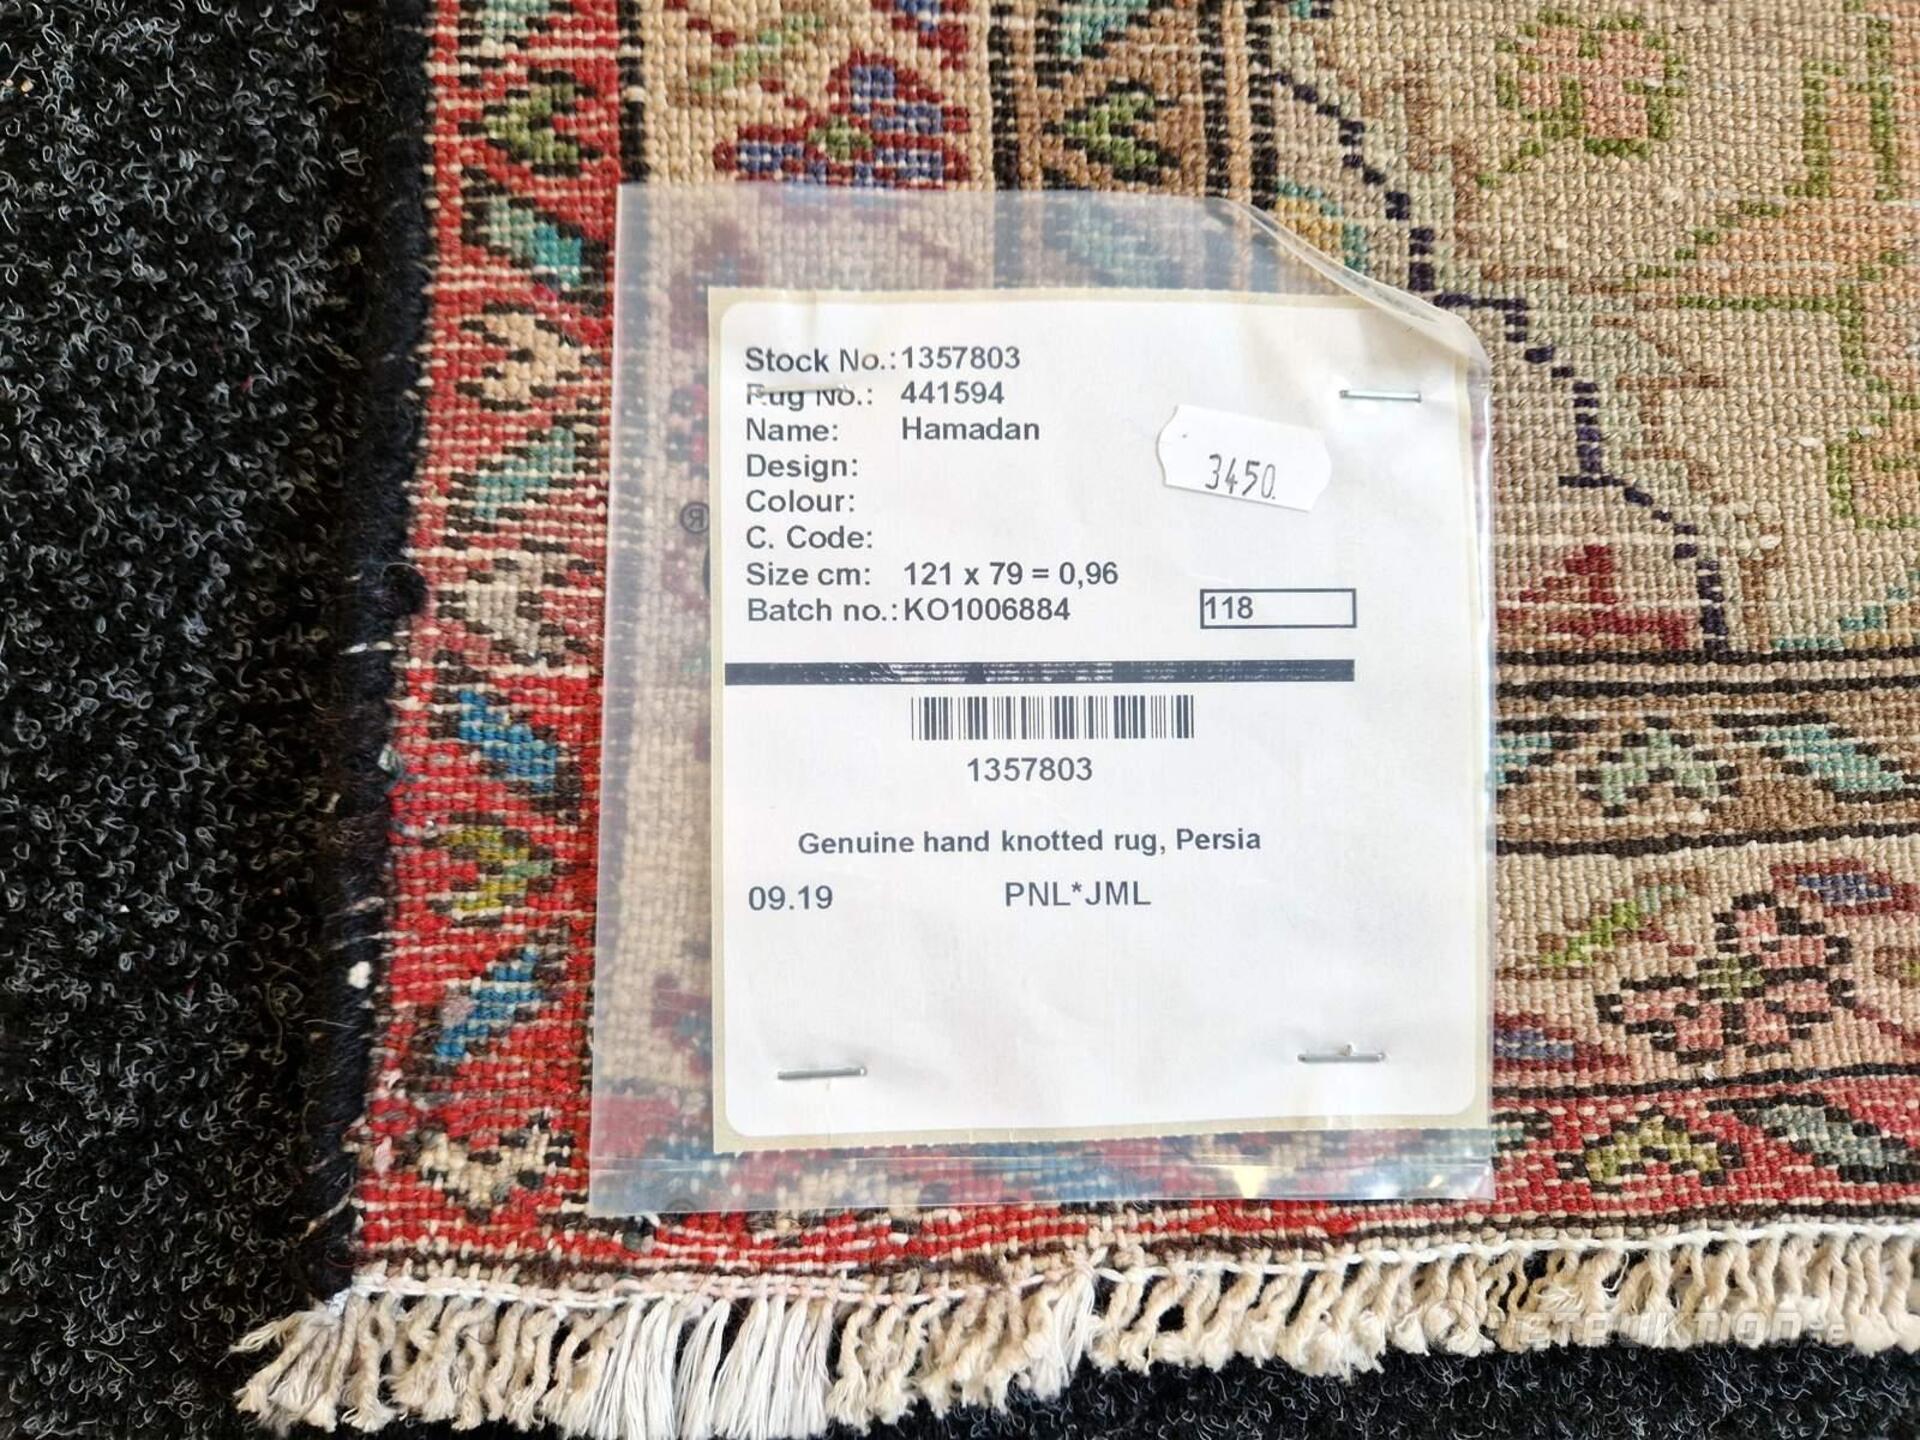 Stock No.: 1357803
Rug No.: 441594
Name: Hamadan
3450.
Design:
Colour:
C. Code:
Size cm: 121 x 79 = 0,96
Batch no.: KO1006884
118
1357803
Genuine hand knotted rug, Persia
09.19 PNL*JML
®